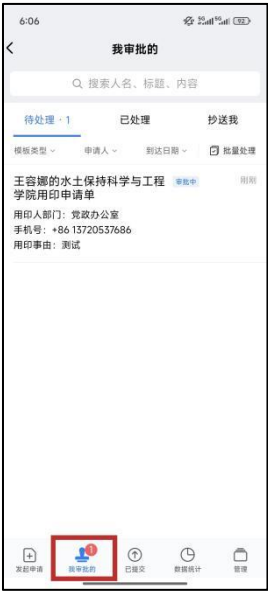 6:06
5G 5G 92
我审批的
搜索人名、标题、内容
待处理·1 已处理 抄送我
模板类型 申请人 到达日期 批量处理
王容娜的水土保持科学与工程 审批中 刚刚
学院用印申请单
用印人部门：党政办公室
手机号：+86 13720537686
用印事由：测试
1
发起申请 我审批的 已提交 数据统计 管理